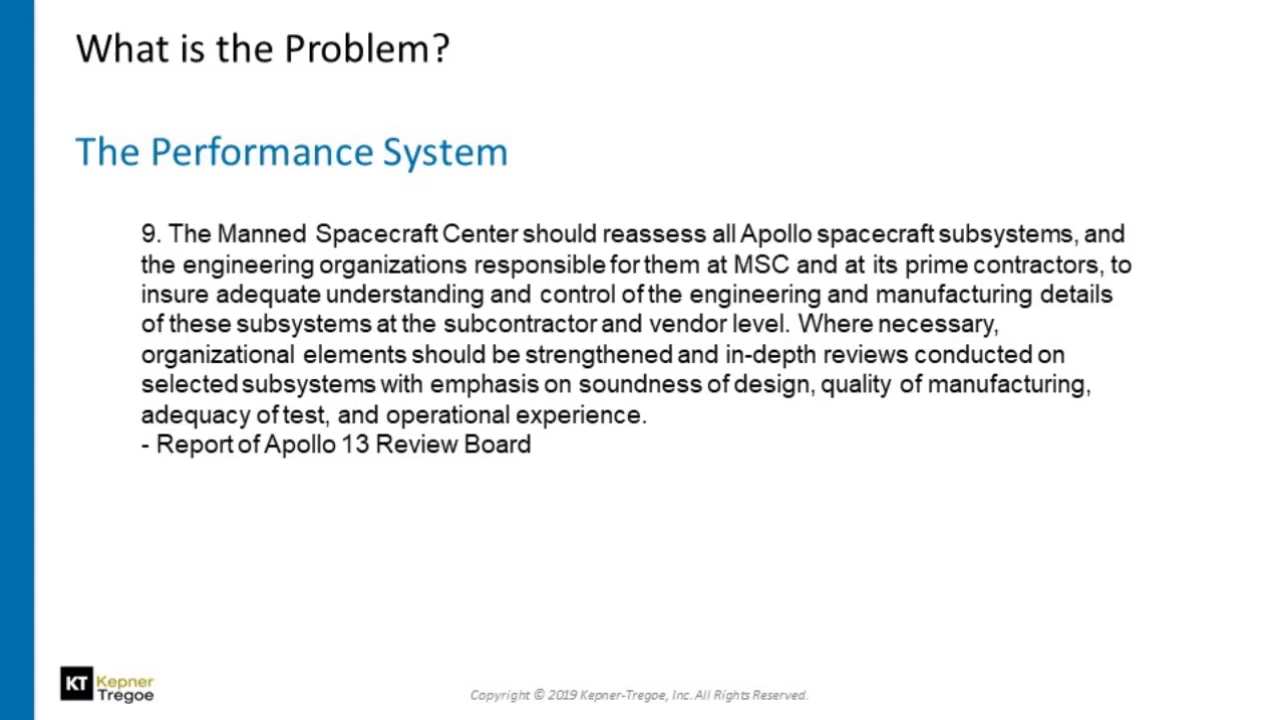 What is the Problem?
The Performance System
9. The Manned Spacecraft Center should reassess all Apollo spacecraft subsystems, and
the engineering organizations responsible for them at MSC and at its prime contractors, to
insure adequate understanding and control of the engineering and manufacturing details
of these subsystems at the subcontractor and vendor level. Where necessary,
organizational elements should be strengthened and in-depth reviews conducted on
selected subsystems with emphasis on soundness of design, quality of manufacturing,
adequacy of test, and operational experience.
- Report of Apollo 13 Review Board
KT Kepner
Tregoe
Copyright © 2019 Kepner-Tregoe, Inc. All Rights Reserved.